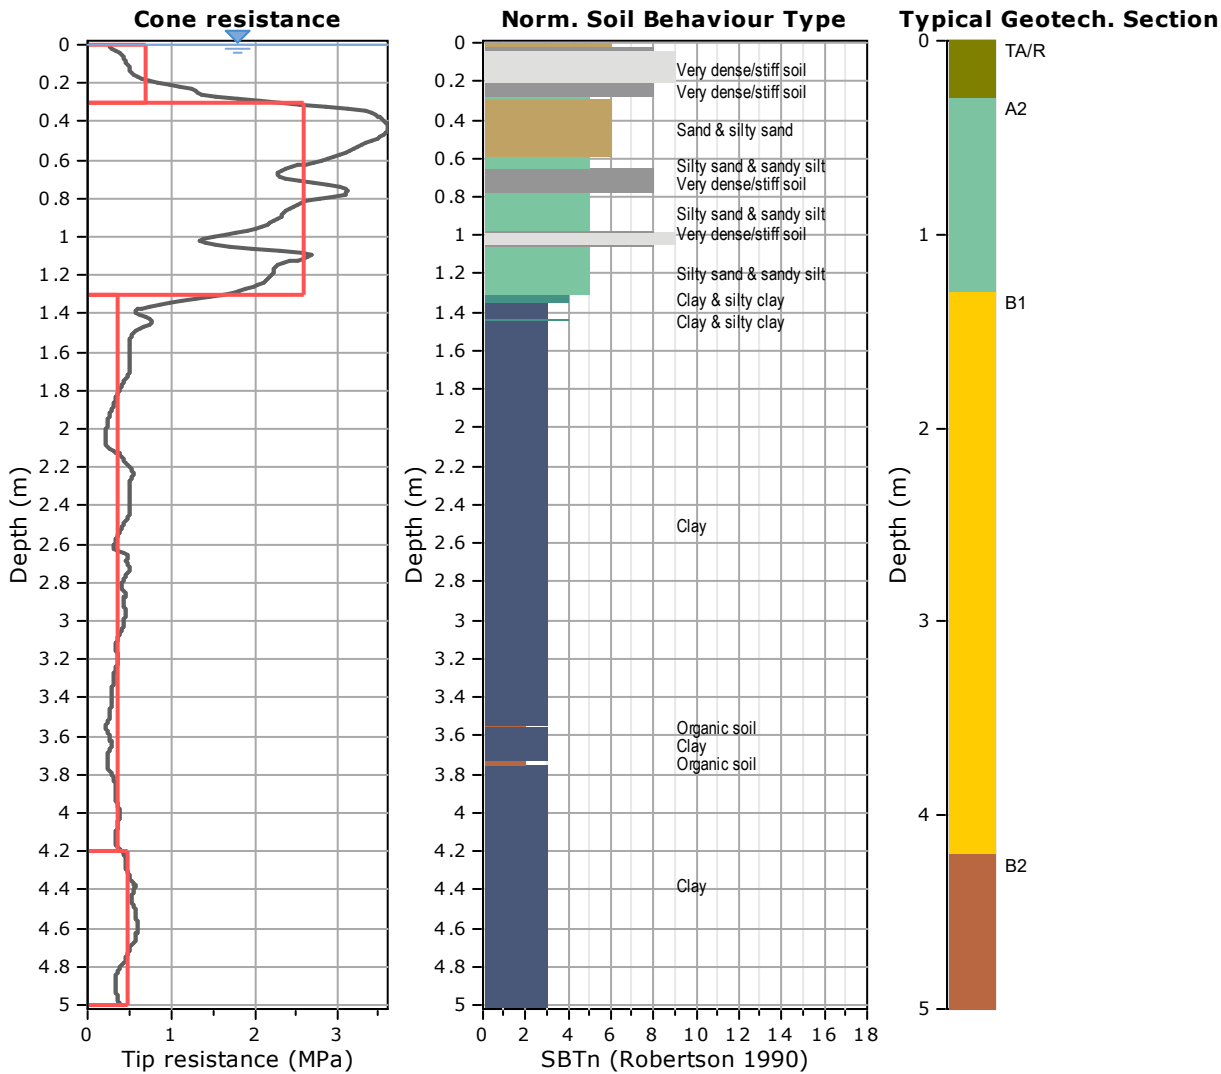 Cone resistance
0
0.2
0.4
0.6
0.8
1
1.2
1.4
1.6
1.8
2
2.2
2.4
2.6
2.8
3
3.2
3.4
3.6
3.8
4
4.2
4.4
4.6
4.8
5
Depth (m)
0 1 2 3
Tip resistance (MPa)
Norm. Soil Behaviour Type
0
0.2
0.4
0.6
0.8
1
1.2
1.4
1.6
1.8
2
2.2
2.4
2.6
2.8
3
3.2
3.4
3.6
3.8
4
4.2
4.4
4.6
4.8
5
Depth (m)
Very dense/stiff soil
Very dense/stiff soil
Sand & silty sand
Silty sand & sandy silt
Very dense/stiff soil
Silty sand & sandy silt
Very dense/stiff soil
Silty sand & sandy silt
Clay & silty clay
Clay & silty clay
Clay
Organic soil
Clay
Organic soil
Clay
0 2 4 6 8 10 12 14 16 18
SBTn (Robertson 1990)
Typical Geotech. Section
0
1
2
3
4
5
Depth (m)
TA/R
A2
B1
B2